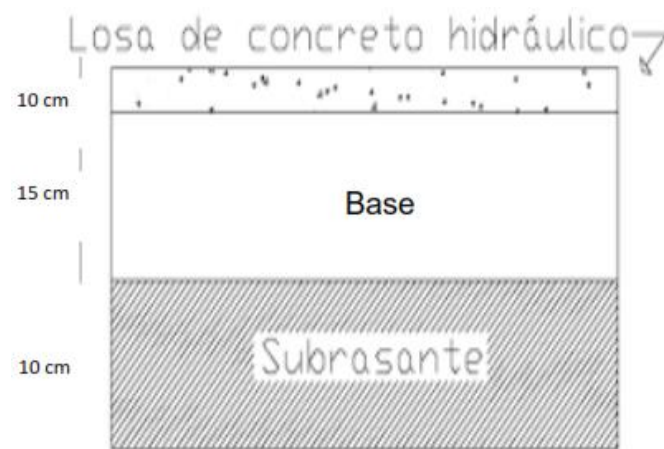 Losa de concreto hidráulico
10 cm
15 cm
Base
Subrasante
10 cm